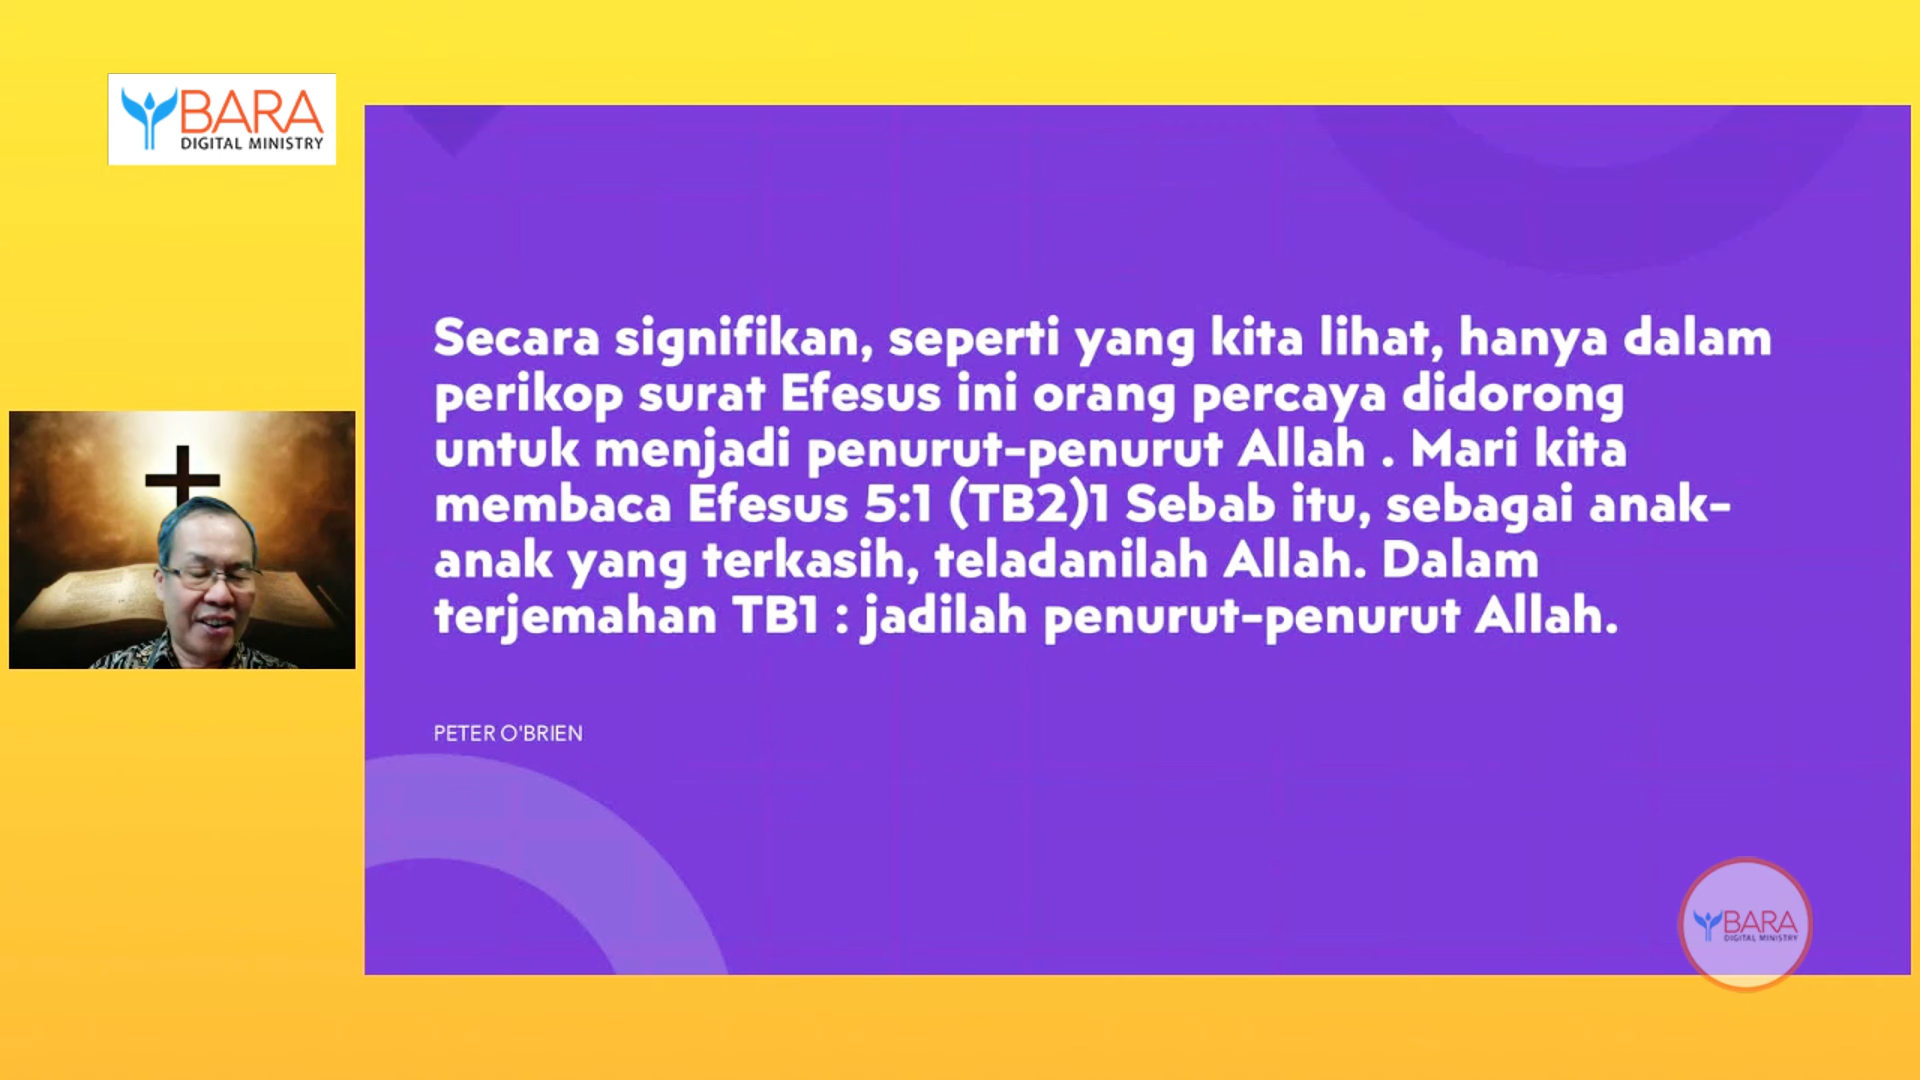 BARA
DIGITAL MINISTRY
Secara signifikan, seperti yang kita lihat, hanya dalam
perikop surat Efesus ini orang percaya didorong
untuk menjadi penurut-penurut Allah . Mari kita
membaca Efesus 5:1 (TB2)1 Sebab itu, sebagai anak-
anak yang terkasih, teladanilah Allah. Dalam
terjemahan TB1 : jadilah penurut-penurut Allah.
PETER O'BRIEN
BARA
DIGITAL MINISTRY